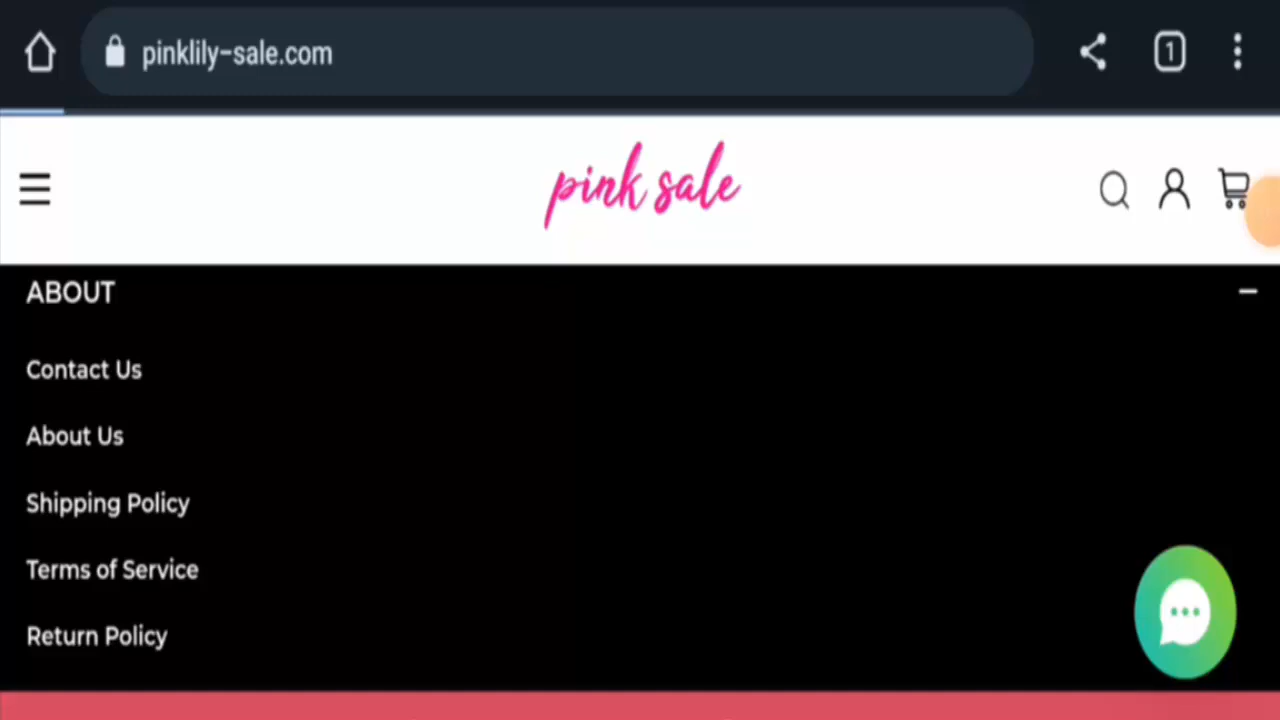 pinklily-sale.com
1
pink sale
ABOUT
Contact Us
About Us
Shipping Policy
Terms of Service
Return Policy